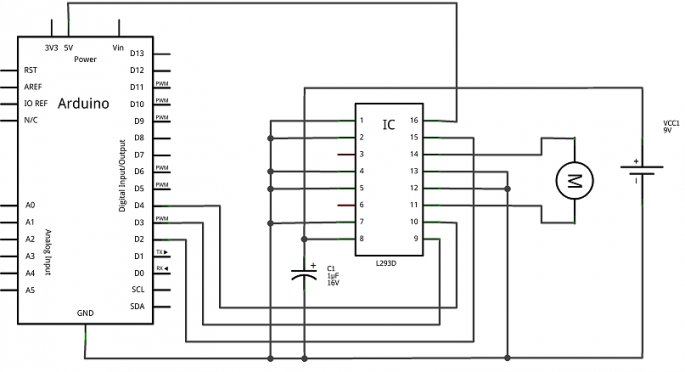 3V3 5V Vin
Power
RST
AREF
IO REF
N/C
Arduino
D13
D12
PWM D11
PWM D10
PWM D9
D8
D7
PWM D6
PWM D5
D4
PWM D3
D2
TX D1
RX D0
SCL
SDA
Digital Input/Output
A0
A1
A2
A3
A4
A5
Analog Input
GND
IC
1 16
2 15
3 14
4 13
5 12
6 11
7 10
8 9
L293D
M
VCC1
9V
+
−
+
C1
1µF
16V